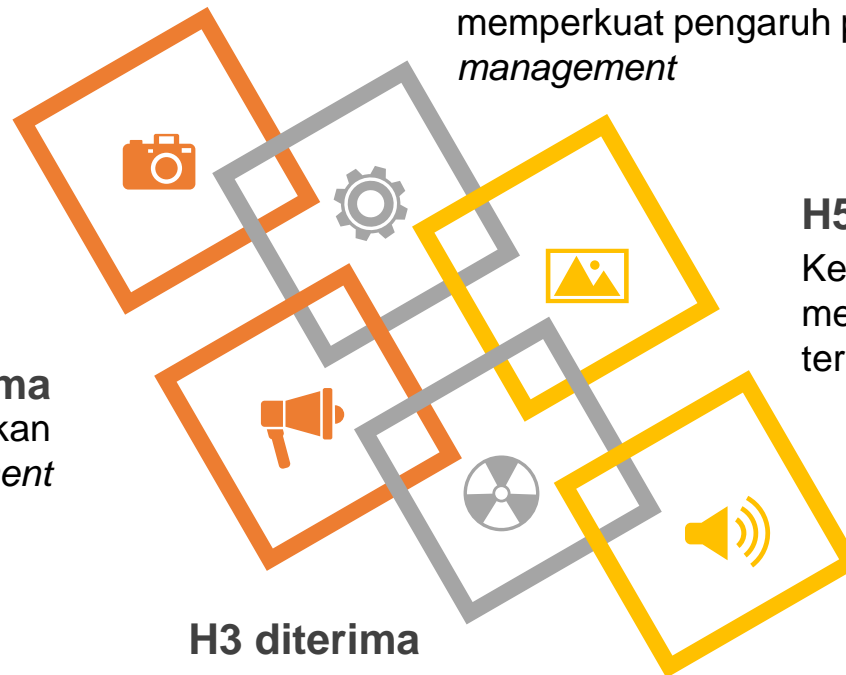 memperkuat pengaruh
management
H5
Ke
me
ter
ma
kan
ent
H3 diterima